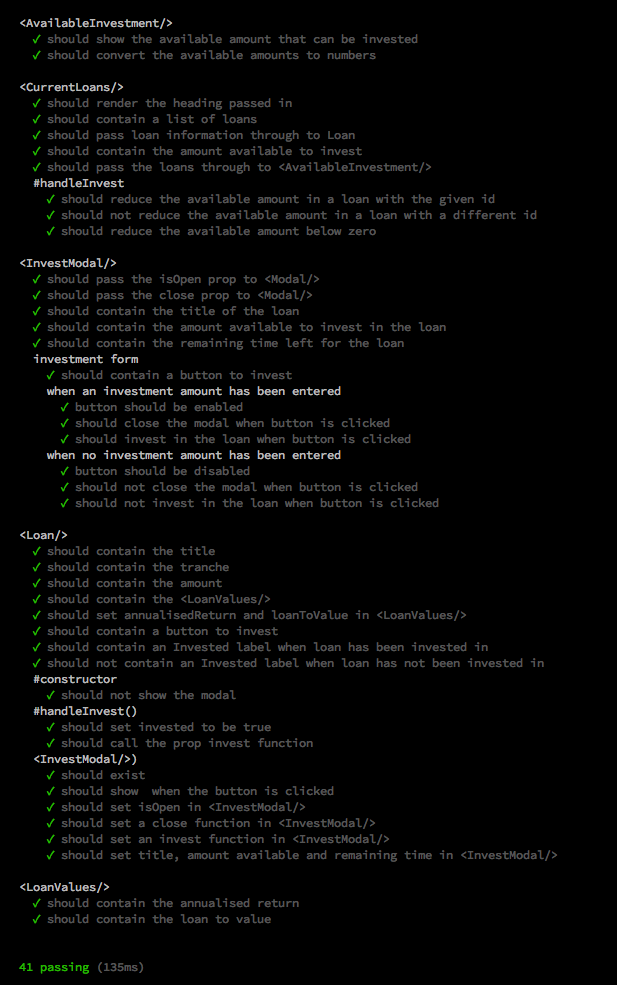 <AvailableInvestment/>
✓ should show the available amount that can be invested
✓ should convert the available amounts to numbers
<CurrentLoans/>
✓ should render the heading passed in
✓ should contain a list of loans
✓ should pass loan information through to Loan
✓ should contain the amount available to invest
✓ should pass the loans through to <AvailableInvestment/>
#handleInvest
✓ should reduce the available amount in a loan with the given id
✓ should not reduce the available amount in a loan with a different id
✓ should reduce the available amount below zero
<InvestModal/>
✓ should pass the isOpen prop to <Modal/>
✓ should pass the close prop to <Modal/>
✓ should contain the title of the loan
✓ should contain the amount available to invest in the loan
✓ should contain the remaining time left for the loan
investment form
✓ should contain a button to invest
when an investment amount has been entered
✓ button should be enabled
✓ should close the modal when button is clicked
✓ should invest in the loan when button is clicked
when no investment amount has been entered
✓ button should be disabled
✓ should not close the modal when button is clicked
✓ should not invest in the loan when button is clicked
<Loan/>
✓ should contain the title
✓ should contain the tranche
✓ should contain the amount
✓ should contain the <LoanValues/>
✓ should set annualisedReturn and loanToValue in <LoanValues/>
✓ should contain a button to invest
✓ should contain an Invested label when loan has been invested in
✓ should not contain an Invested label when loan has not been invested in
#constructor
✓ should not show the modal
#handleInvest()
✓ should set invested to be true
✓ should call the prop invest function
<InvestModal/>)
✓ should exist
✓ should show  when the button is clicked
✓ should set isOpen in <InvestModal/>
✓ should set a close function in <InvestModal/>
✓ should set an invest function in <InvestModal/>
✓ should set title, amount available and remaining time in <InvestModal/>
<LoanValues/>
✓ should contain the annualised return
✓ should contain the loan to value
41 passing (135ms)